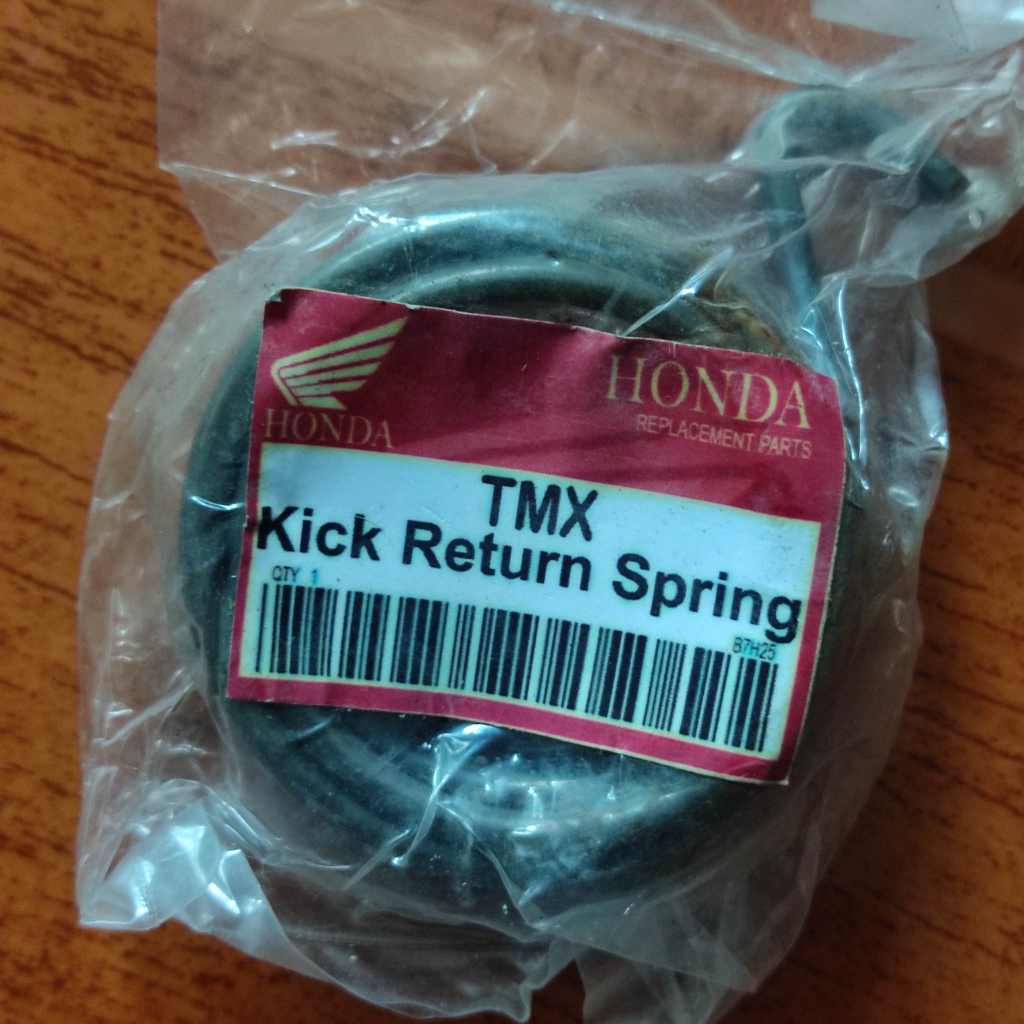 HONDA
HONDA
REPLACEMENT PARTS
TMX
Kick Return Spring
QTY 1
B7H25